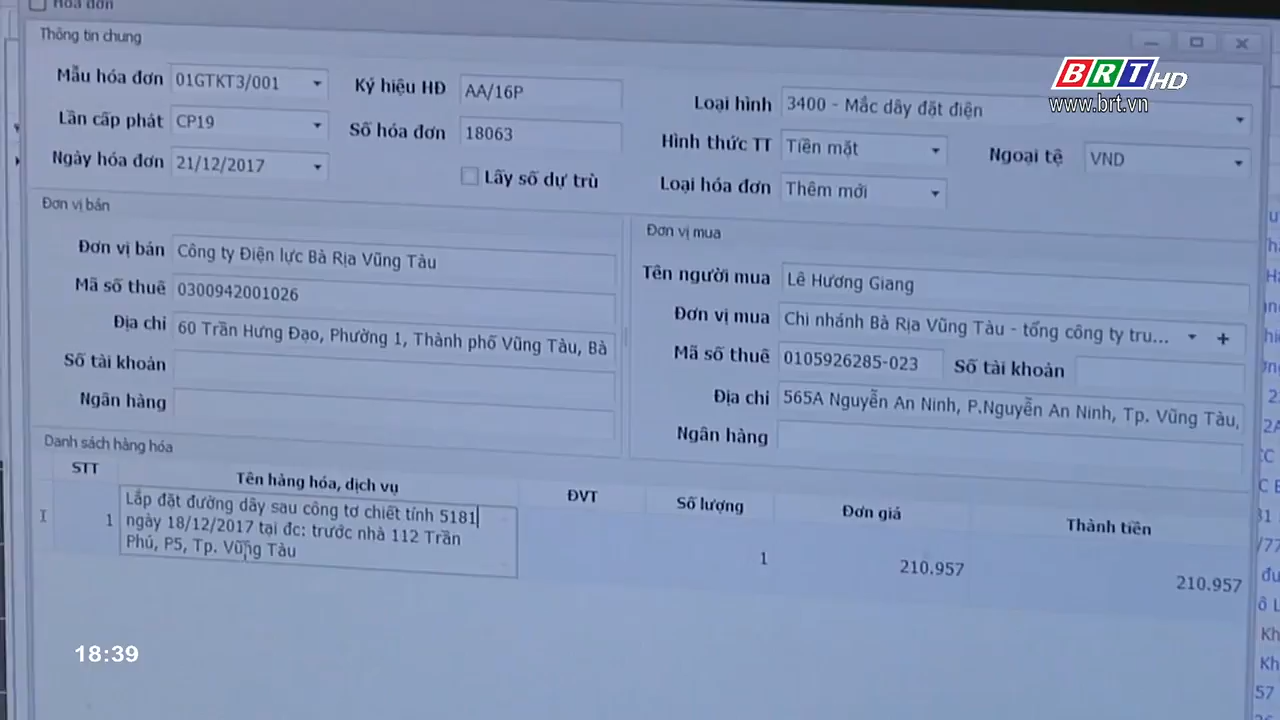 Hóa đơn
Thông tin chung
BRT HD
www.brt.vn
Mẫu hóa đơn 01GTKT3/001
Ký hiệu HĐ AA/16P
Loại hình 3400 - Mắc dây đặt điện
Lần cấp phát CP19
Số hóa đơn 18063
Hình thức TT Tiền mặt
Ngoại tệ VND
Ngày hóa đơn 21/12/2017
Lấy số dự trù
Loại hóa đơn Thêm mới
Đơn vị bán
Đơn vị bán Công ty Điện lực Bà Rịa Vũng Tàu
Mã số thuế 0300942001026
Địa chỉ 60 Trần Hưng Đạo, Phường 1, Thành phố Vũng Tàu, Bà
Số tài khoản
Ngân hàng
Đơn vị mua
Tên người mua Lê Hương Giang
Đơn vị mua Chi nhánh Bà Rịa Vũng Tàu - tổng công ty tru...
Mã số thuế 0105926285-023 Số tài khoản
Địa chỉ 565A Nguyễn An Ninh, P.Nguyễn An Ninh, Tp. Vũng Tàu,
Ngân hàng
Danh sách hàng hóa
STT Tên hàng hóa, dịch vụ ĐVT Số lượng Đơn giá Thành tiền
1 Lắp đặt đường dây sau công tơ chiết tính 5181
ngày 18/12/2017 tại đc: trước nhà 112 Trần
Phú, P5, Tp. Vũng Tàu
1 210.957 210.957
18:39